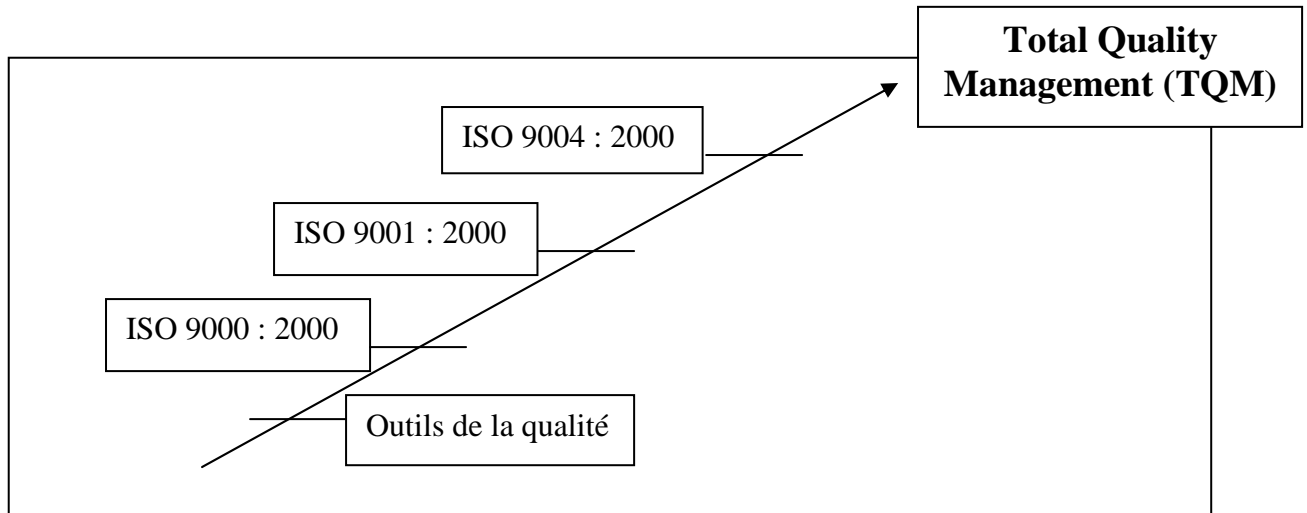 Total Quality
Management (TQM)
ISO 9004 : 2000
ISO 9001 : 2000
ISO 9000 : 2000
Outils de la qualité